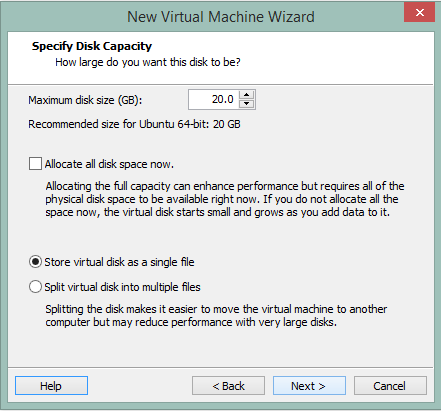 New Virtual Machine Wizard
Specify Disk Capacity
How large do you want this disk to be?
Maximum disk size (GB): 20.0
Recommended size for Ubuntu 64-bit: 20 GB
Allocate all disk space now.
Allocating the full capacity can enhance performance but requires all of the
physical disk space to be available right now. If you do not allocate all the
space now, the virtual disk starts small and grows as you add data to it.
Store virtual disk as a single file
Split virtual disk into multiple files
Splitting the disk makes it easier to move the virtual machine to another
computer but may reduce performance with very large disks.
Help < Back Next > Cancel